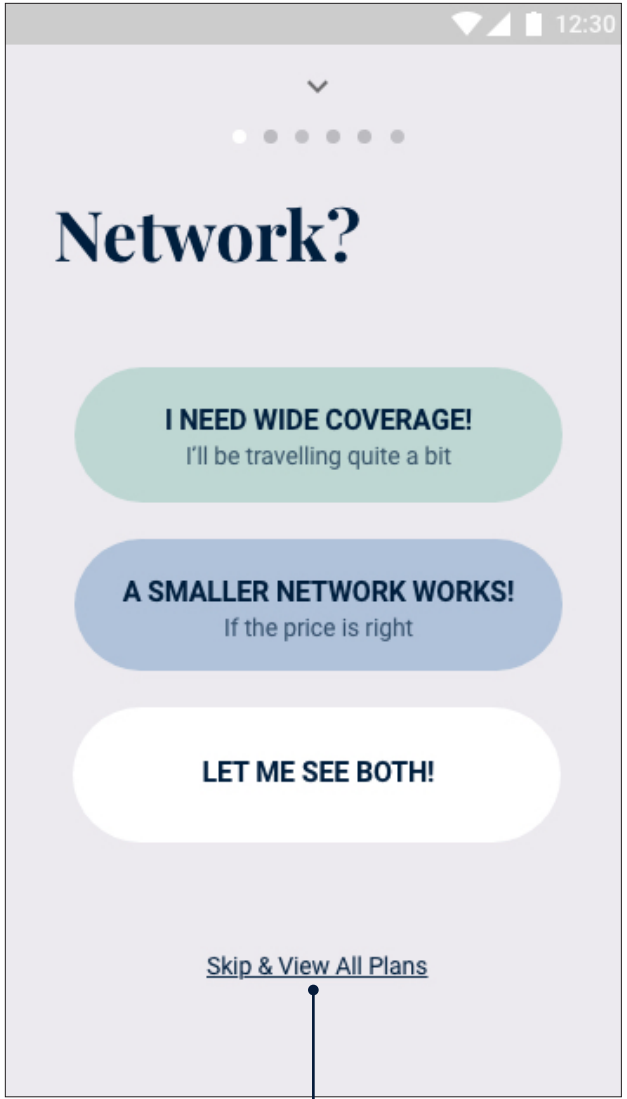 12:30
Network?
I NEED WIDE COVERAGE!
I'll be travelling quite a bit
A SMALLER NETWORK WORKS!
If the price is right
LET ME SEE BOTH!
Skip & View All Plans